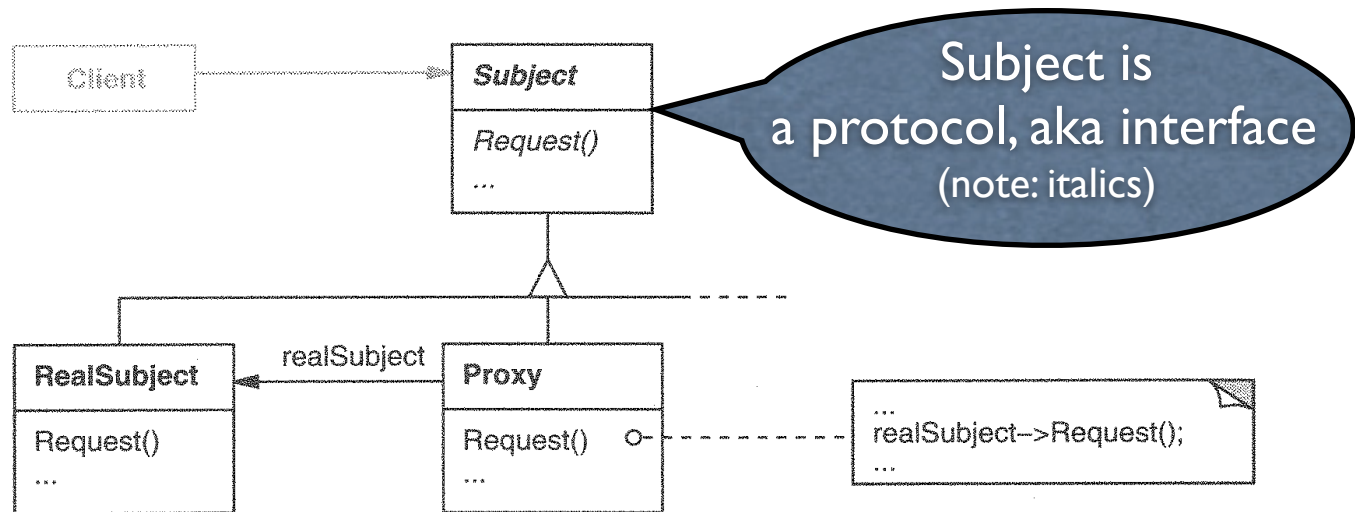 Client
Subject
Request()
...
Subject is
a protocol, aka interface
(note: italics)
realSubject
RealSubject
Request()
...
Proxy
Request()
...
...
realSubject–>Request();
...